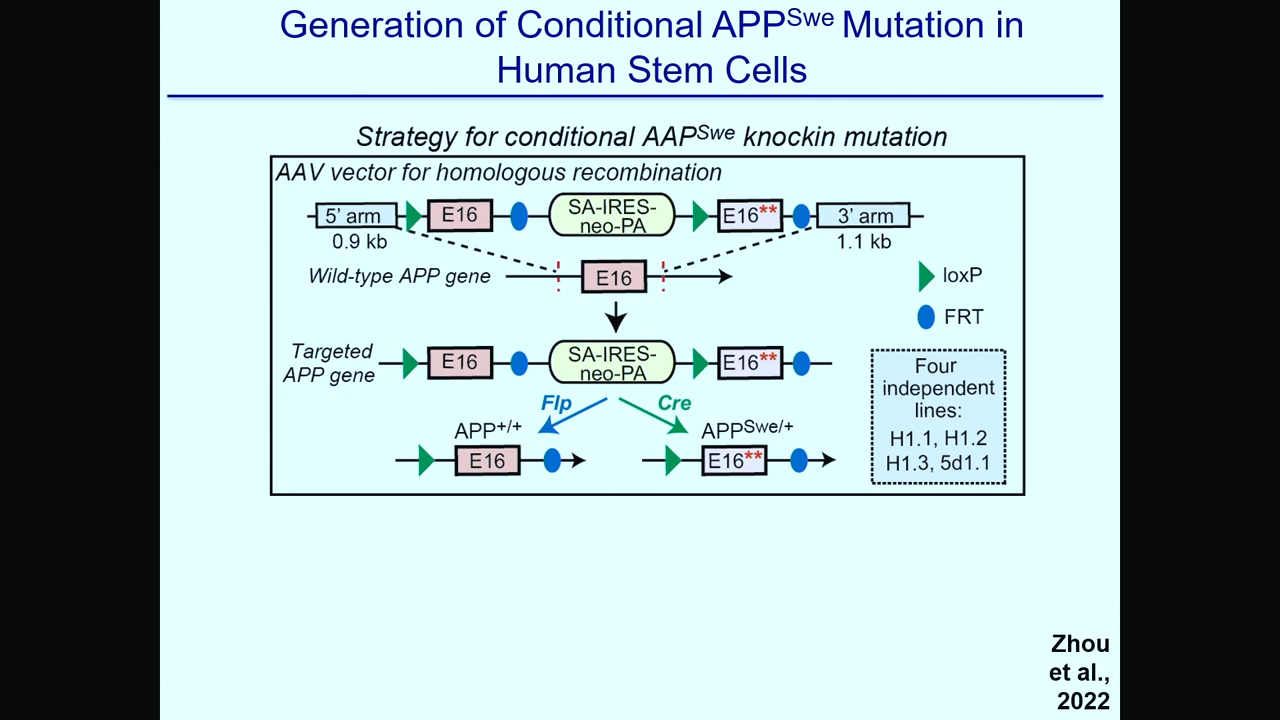 Generation of Conditional APPSwe Mutation in
Human Stem Cells
Strategy for conditional AAPSwe knockin mutation
AAV vector for homologous recombination
5' arm
E16
SA-IRES-
neo-PA
E16**
3' arm
0.9 kb
1.1 kb
Wild-type APP gene
E16
loxP
FRT
Targeted
APP gene
E16
SA-IRES-
neo-PA
E16**
Flp
Cre
APP+/+
APPSwe/+
E16
E16**
Four
independent
lines:
H1.1, H1.2
H1.3, 5d1.1
Zhou
et al.,
2022